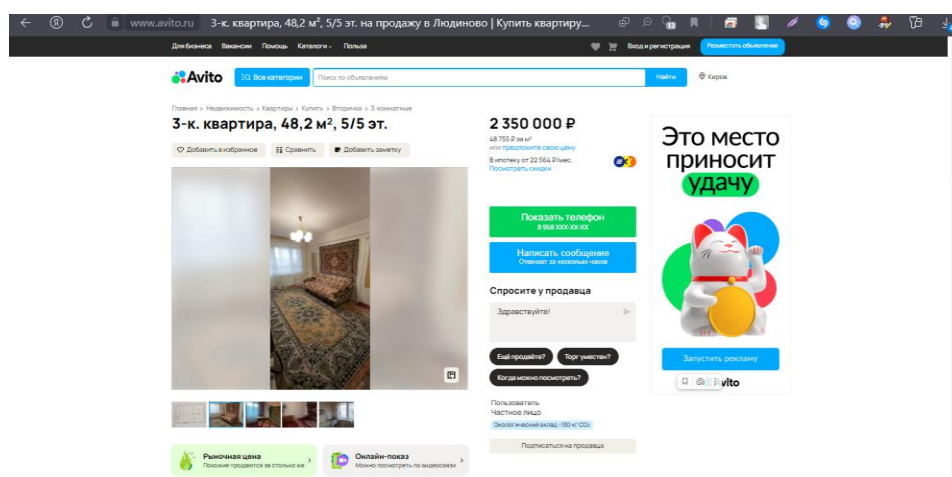 www.avito.ru 3-к. квартира, 48,2 м², 5/5 эт. на продажу в Людиново | Купить квартиру...
Для бизнеса Вакансии Помощь Каталоги Польза
Вход и регистрация Разместить объявление
Avito Все категории Поиск по объявлениям Найти Киров
Главная › Недвижимость › Квартиры › Купить › Вторичка › 3-комнатные
3-к. квартира, 48,2 м², 5/5 эт.
Добавить в избранное Сравнить Добавить заметку
2 350 000 ₽
48 755 ₽ за м²
или предложите свою цену
В ипотеку от 22 564 ₽/мес.
Посмотреть скидки
Показать телефон
8 958 XXX-XX-XX
Написать сообщение
Отвечает за несколько часов
Спросите у продавца
Здравствуйте!
Ещё продаёте? Торг уместен?
Когда можно посмотреть?
Пользователь
Частное лицо
Экологический вклад -130 кг CO₂
Подписаться на продавца
Рыночная цена
Похожие продаются за столько же
Онлайн-показ
Можно посмотреть по видеосвязи
Это место
приносит
удачу
Запустить рекламу